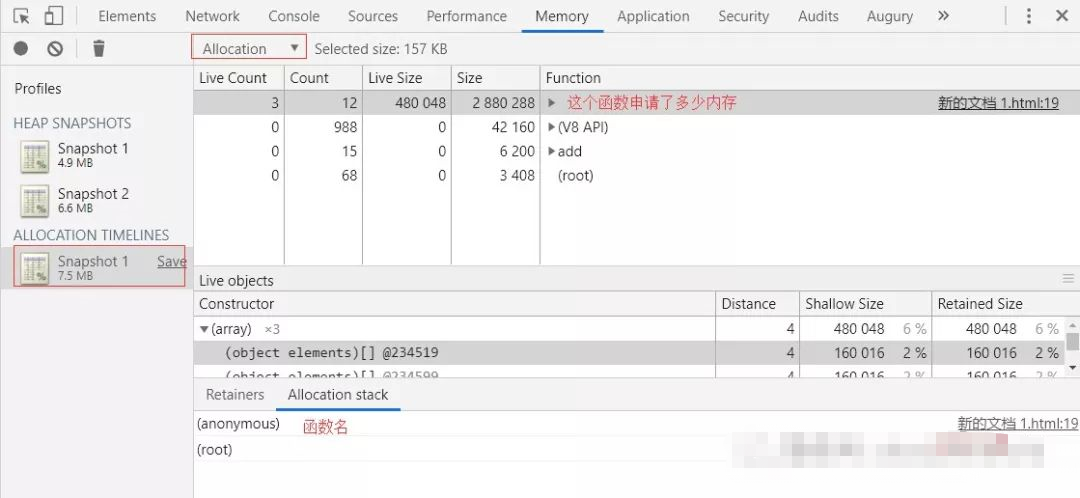 Elements Network Console Sources Performance Memory Application Security Audits Augury »
Allocation ▼ Selected size: 157 KB
Profiles
HEAP SNAPSHOTS
Snapshot 1
4.9 MB
Snapshot 2
6.6 MB
ALLOCATION TIMELINES
Snapshot 1 Save
7.5 MB
Live Count Count Live Size Size Function
3 12 480 048 2 880 288 ▶ 这个函数申请了多少内存 新的文档 1.html:19
0 988 0 42 160 ▶(V8 API)
0 15 0 6 200 ▶add
0 68 0 3 408 (root)
Live objects
Constructor Distance Shallow Size Retained Size
▼(array) ×3 4 480 048 6 % 480 048 6 %
(object elements)[] @234519 4 160 016 2 % 160 016 2 %
(object elements)[] @234599 4 160 016 2 % 160 016 2 %
Retainers Allocation stack
(anonymous) 函数名 新的文档 1.html:19
(root)